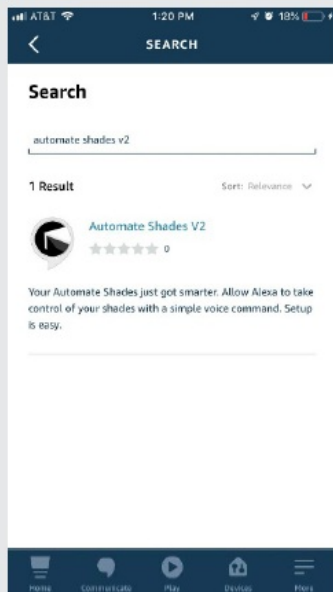 AT&T 1:20 PM 18%
SEARCH
Search
automate shades v2
1 Result Sort: Relevance
Automate Shades V2
0
Your Automate Shades just got smarter. Allow Alexa to take
control of your shades with a simple voice command. Setup
is easy.
Home Communicate Play Devices More